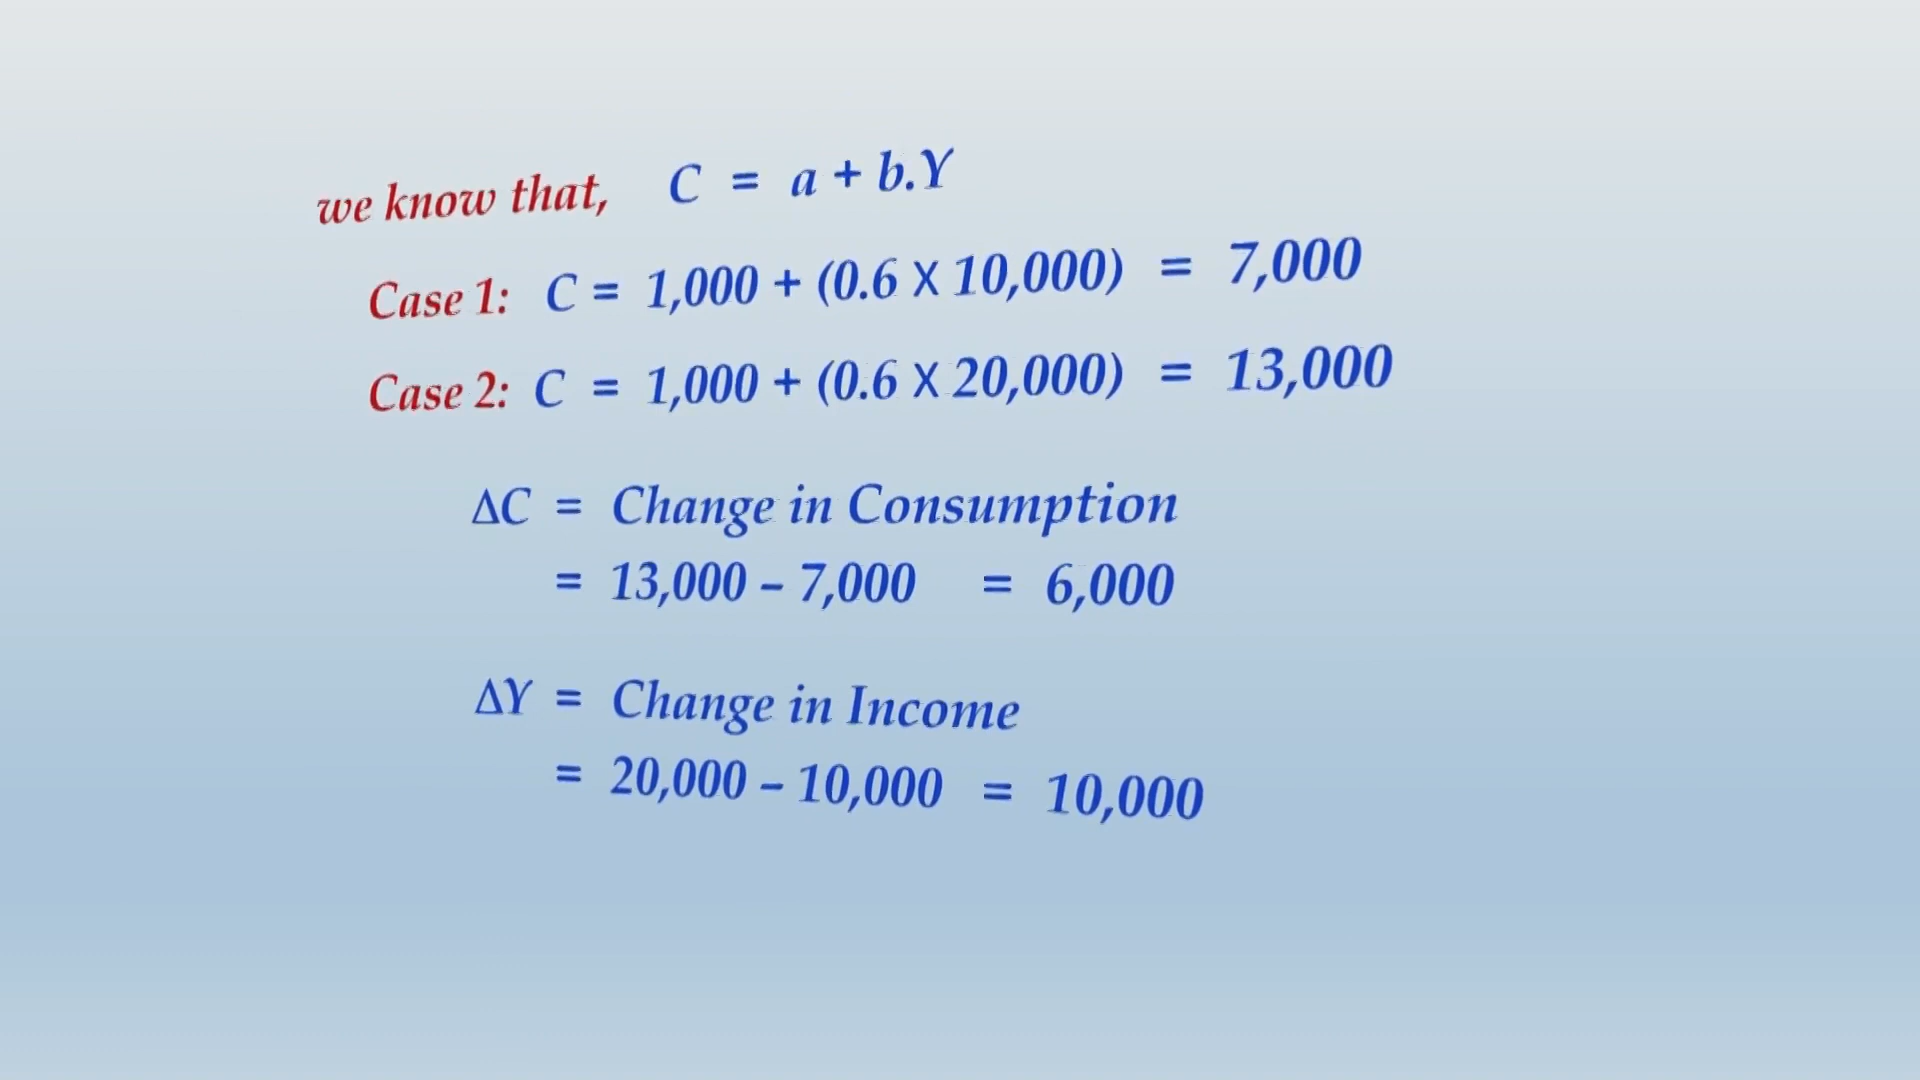 we know that, C = a + b.Y
Case 1: C = 1,000 + (0.6 X 10,000) = 7,000
Case 2: C = 1,000 + (0.6 X 20,000) = 13,000
ΔC = Change in Consumption
= 13,000 – 7,000 = 6,000
ΔY = Change in Income
= 20,000 – 10,000 = 10,000